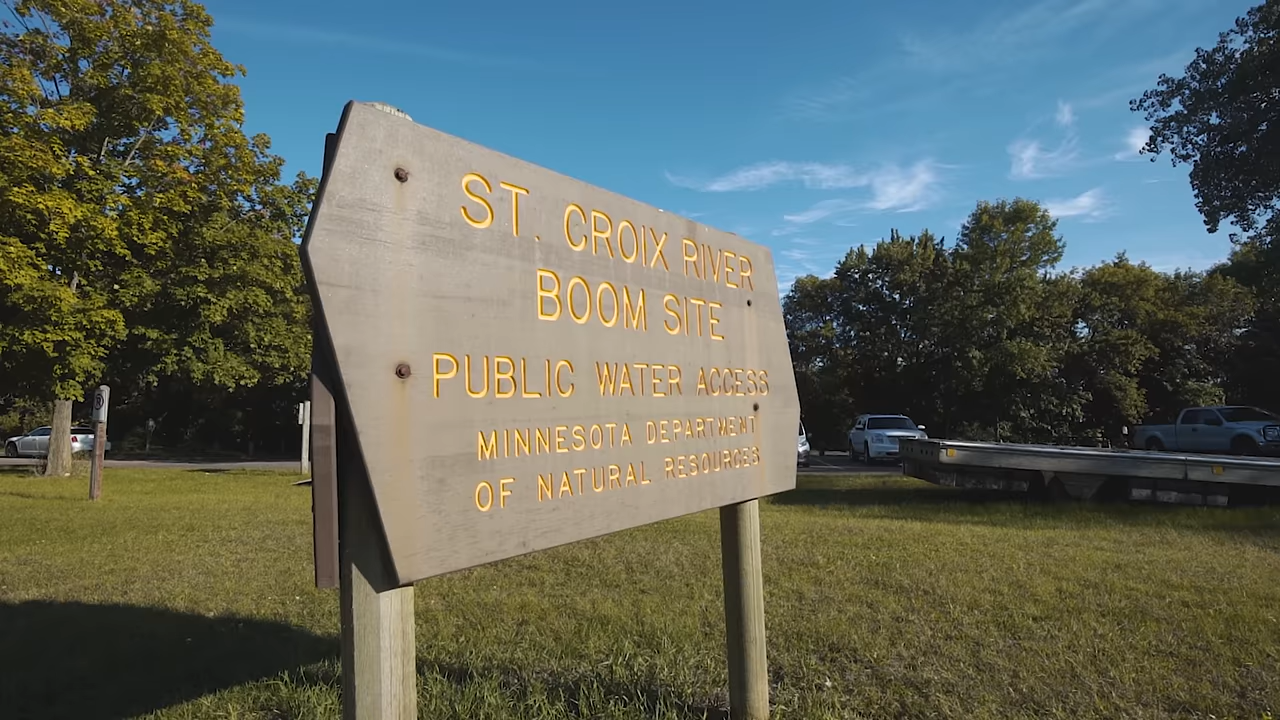 ST. CROIX RIVER
BOOM SITE
PUBLIC WATER ACCESS
MINNESOTA DEPARTMENT
OF NATURAL RESOURCES